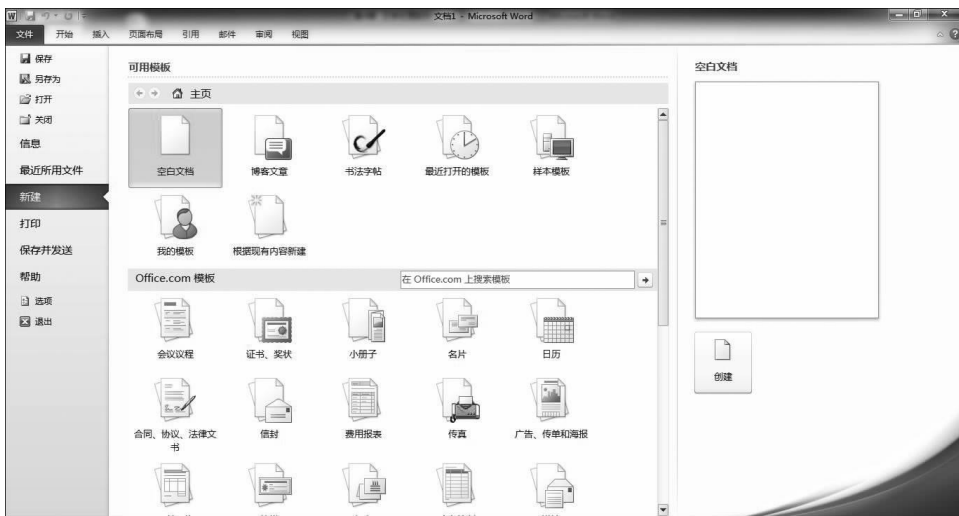 文档1 - Microsoft Word
文件 开始 插入 页面布局 引用 邮件 审阅 视图
保存
另存为
打开
关闭
信息
最近所用文件
新建
打印
保存并发送
帮助
选项
退出
可用模板
主页
空白文档 博客文章 书法字帖 最近打开的模板 样本模板
我的模板 根据现有内容新建
Office.com 模板 在 Office.com 上搜索模板
会议议程 证书、奖状 小册子 名片 日历
合同、协议、法律文 信封 费用报表 传真 广告、传单和海报
书
空白文档
创建